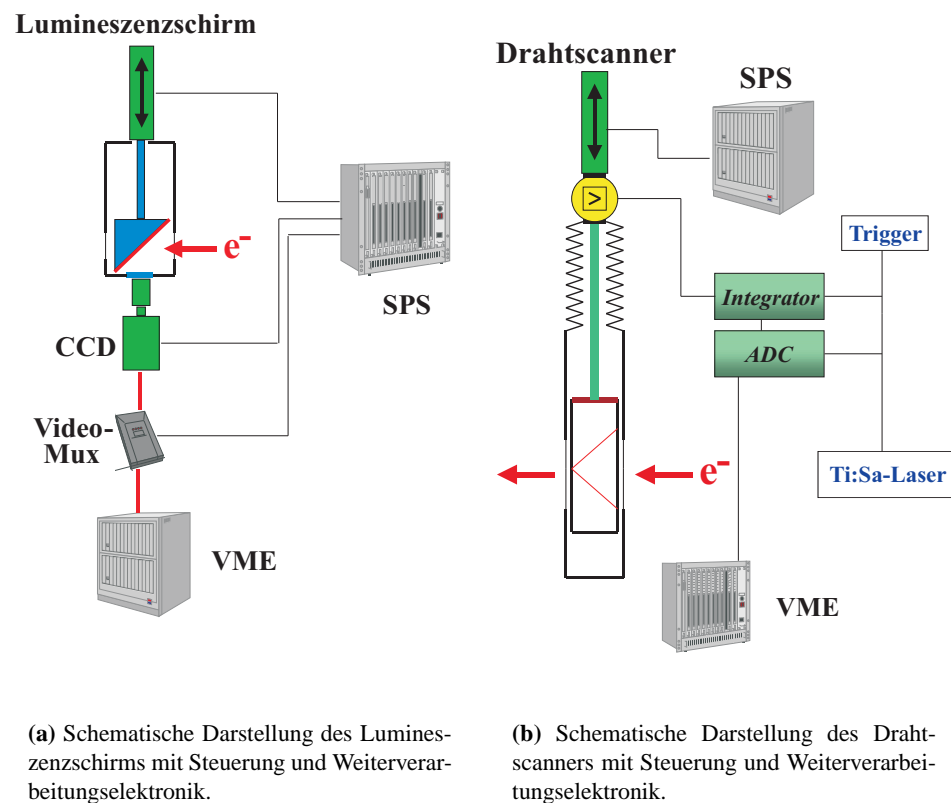 Lumineszenzschirm
e-
SPS
CCD
Video-
Mux
VME
(a) Schematische Darstellung des Lumines-
zenzschirms mit Steuerung und Weiterverar-
beitungselektronik.
Drahtscanner
SPS
>
Trigger
Integrator
ADC
e-
Ti:Sa-Laser
VME
(b) Schematische Darstellung des Draht-
scanners mit Steuerung und Weiterverarbei-
tungselektronik.